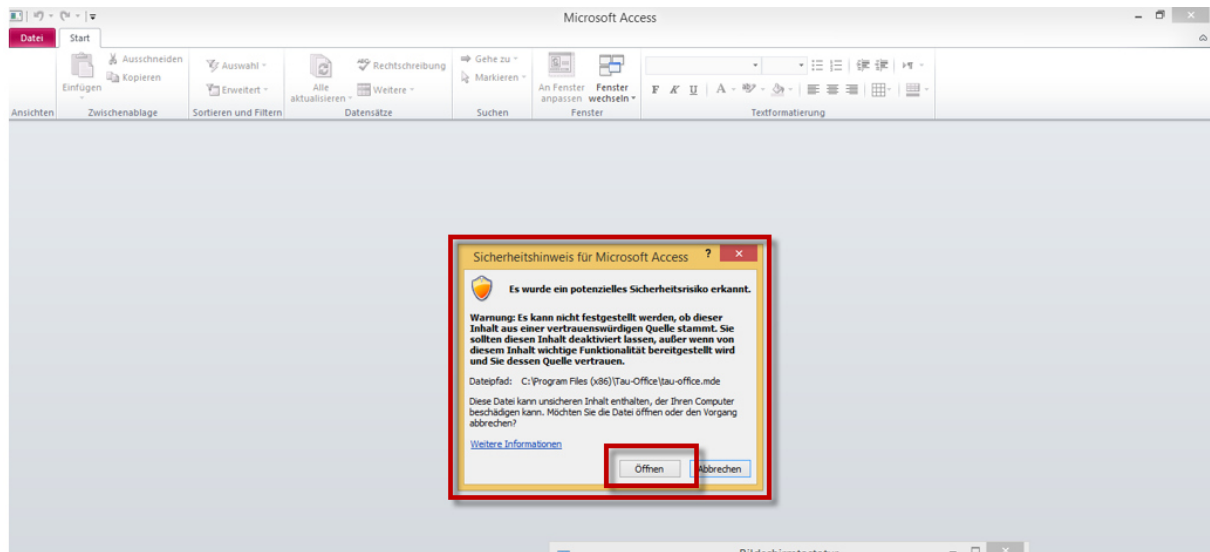 Microsoft Access
Datei Start
Ausschneiden
Kopieren
Einfügen
Auswahl
Erweitert
Alle aktualisieren
Rechtschreibung
Weitere
Gehe zu
Markieren
An Fenster anpassen
Fenster wechseln
F K U A
Ansichten Zwischenablage Sortieren und Filtern Datensätze Suchen Fenster Textformatierung
Sicherheitshinweis für Microsoft Access ?
Es wurde ein potenzielles Sicherheitsrisiko erkannt.
Warnung: Es kann nicht festgestellt werden, ob dieser
Inhalt aus einer vertrauenswürdigen Quelle stammt. Sie
sollten diesen Inhalt deaktiviert lassen, außer wenn von
diesem Inhalt wichtige Funktionalität bereitgestellt wird
und Sie dessen Quelle vertrauen.
Dateipfad: C:\Program Files (x86)\Tau-Office\tau-office.mde
Diese Datei kann unsicheren Inhalt enthalten, der Ihren Computer
beschädigen kann. Möchten Sie die Datei öffnen oder den Vorgang
abbrechen?
Weitere Informationen
Öffnen Abbrechen